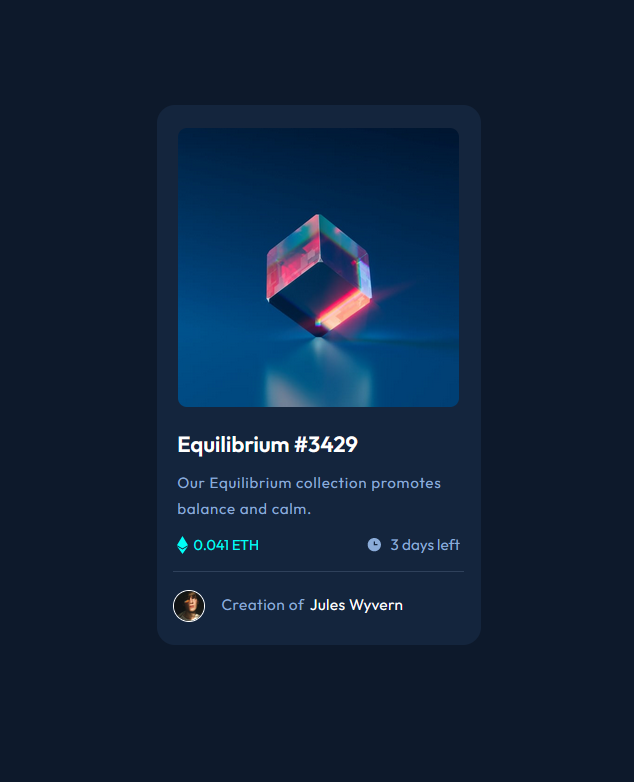 Equilibrium #3429
Our Equilibrium collection promotes
balance and calm.
0.041 ETH
3 days left
Creation of Jules Wyvern